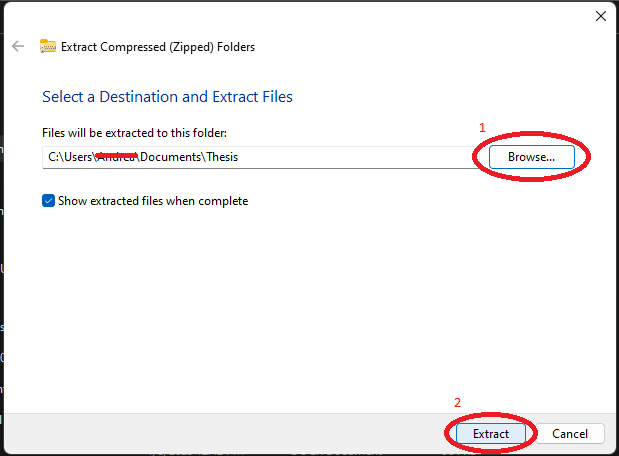 Extract Compressed (Zipped) Folders
Select a Destination and Extract Files
Files will be extracted to this folder:
1
C:\Users\ \Documents\Thesis
Browse...
Show extracted files when complete
2
Extract
Cancel